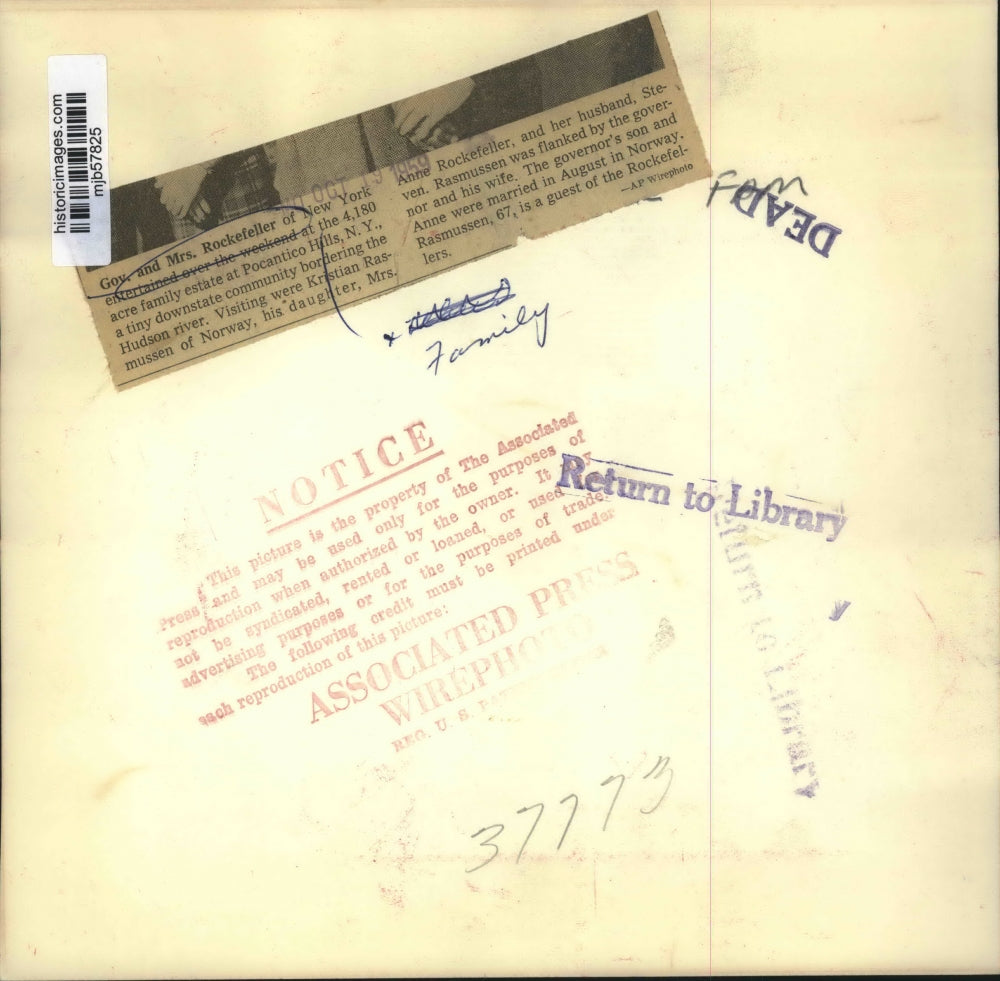 historicimages.com
mjb57825
OCT 19 1959
Gov. and Mrs. Rockefeller of New York
entertained over the weekend at the 4,180
acre family estate at Pocantico Hills, N. Y.,
a tiny downstate community bordering the
Hudson river. Visiting were Kristian Ras-
mussen of Norway, his daughter, Mrs.
Anne Rockefeller, and her husband, Ste-
ven. Rasmussen was flanked by the gover-
nor and his wife. The governor's son and
Anne were married in August in Norway.
Rasmussen, 67, is a guest of the Rockefel-
lers.
—AP Wirephoto
Fam
DEAD
x
Family
NOTICE
This picture is the property of The Associated
Press and may be used only for the purposes of
reproduction when authorized by the owner. It
not be syndicated, rented or loaned, or used
advertising purposes or for the purposes of trade.
The following credit must be printed under
each reproduction of this picture:
ASSOCIATED PRESS
WIREPHOTO
REG. U. S.
Return to Library
Return to Library
y
37773